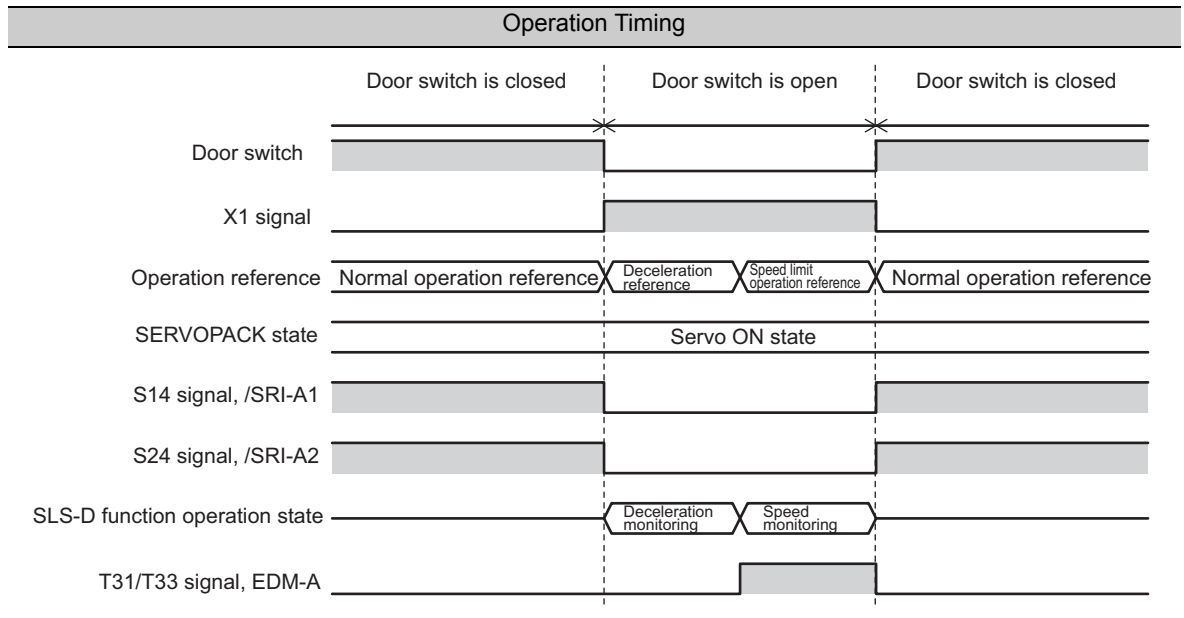 Operation Timing
Door switch is closed
Door switch is open
Door switch is closed
Door switch
X1 signal
Operation reference
Normal operation reference
Deceleration
reference
Speed limit
operation reference
Normal operation reference
SERVOPACK state
Servo ON state
S14 signal, /SRI-A1
S24 signal, /SRI-A2
SLS-D function operation state
Deceleration
monitoring
Speed
monitoring
T31/T33 signal, EDM-A